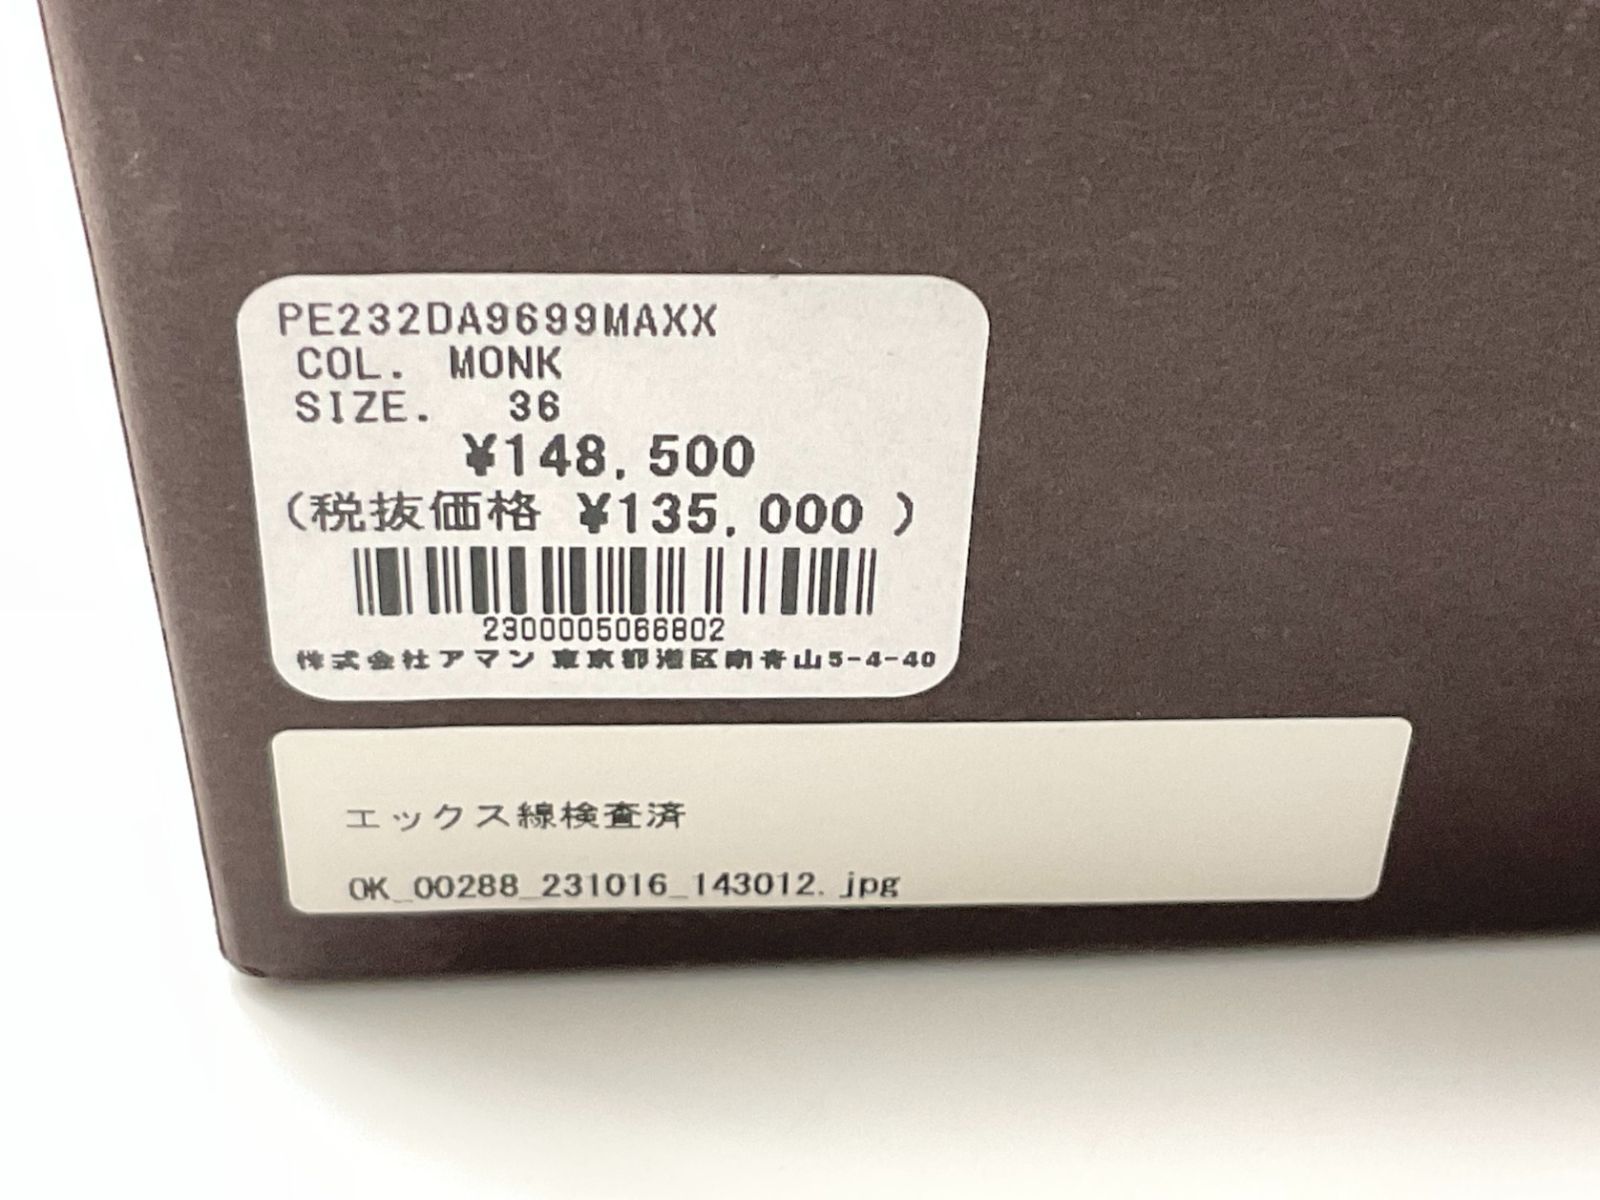 PE232DA9699MAXX
COL. MONK
SIZE. 36
¥148,500
(税抜価格 ¥135,000 )
2300005066802
株式会社アマン 東京都港区南青山5-4-40
エックス線検査済
OK_00288_231016_143012.jpg